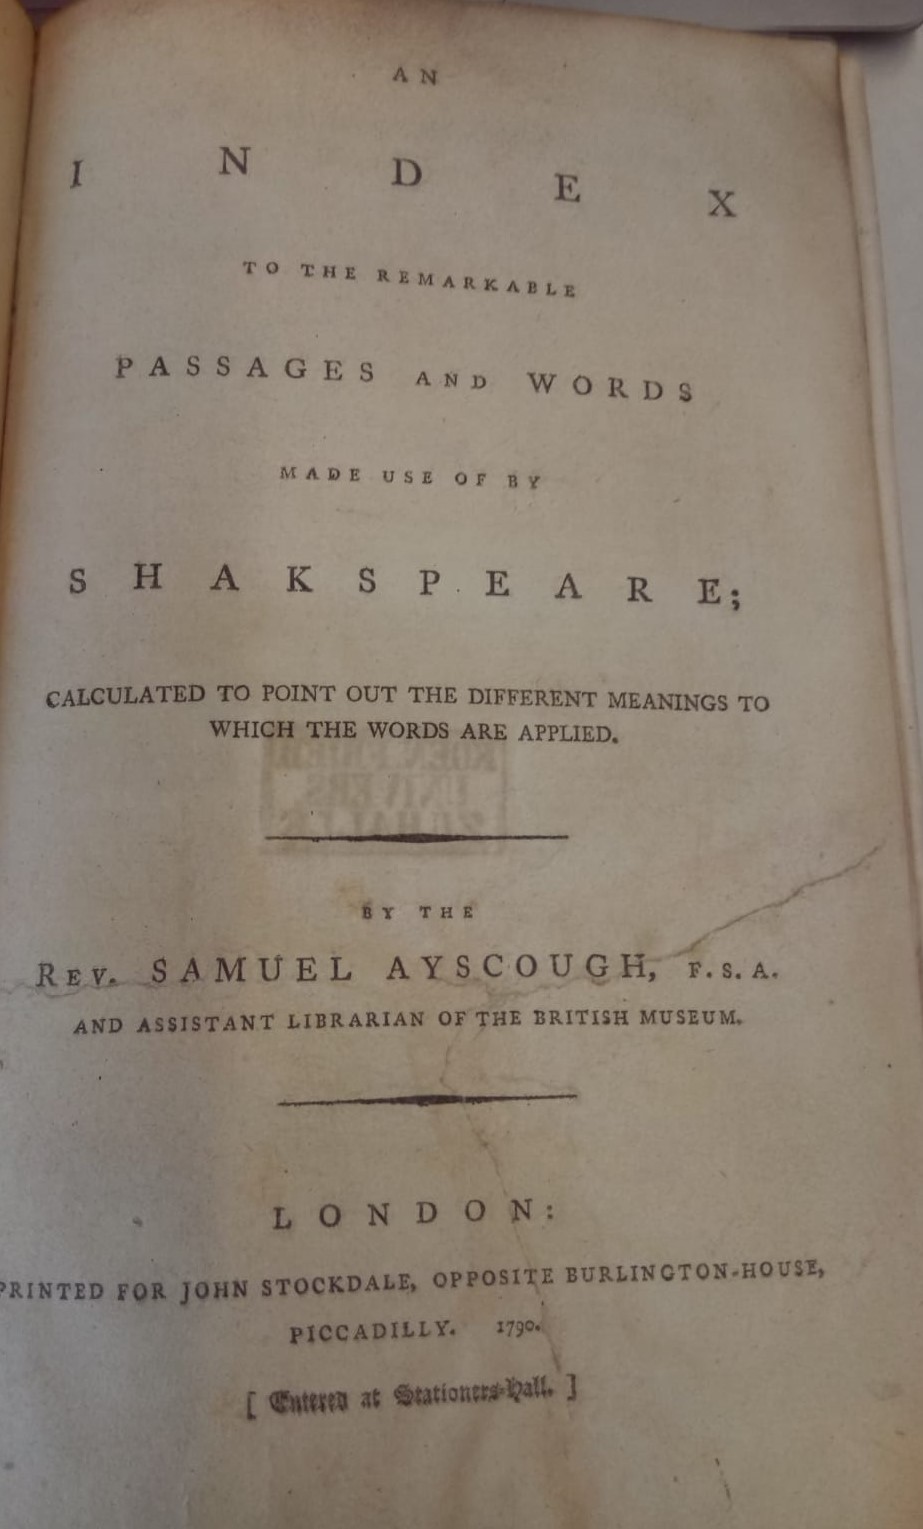 AN
INDEX
TO THE REMARKABLE
PASSAGES AND WORDS
MADE USE OF BY
SHAKSPEARE;
CALCULATED TO POINT OUT THE DIFFERENT MEANINGS TO
WHICH THE WORDS ARE APPLIED.
BY THE
REV. SAMUEL AYSCOUGH, F.S.A.
AND ASSISTANT LIBRARIAN OF THE BRITISH MUSEUM.
LONDON:
PRINTED FOR JOHN STOCKDALE, OPPOSITE BURLINGTON-HOUSE,
PICCADILLY. 1790.
[ Entered at Stationers-Hall. ]